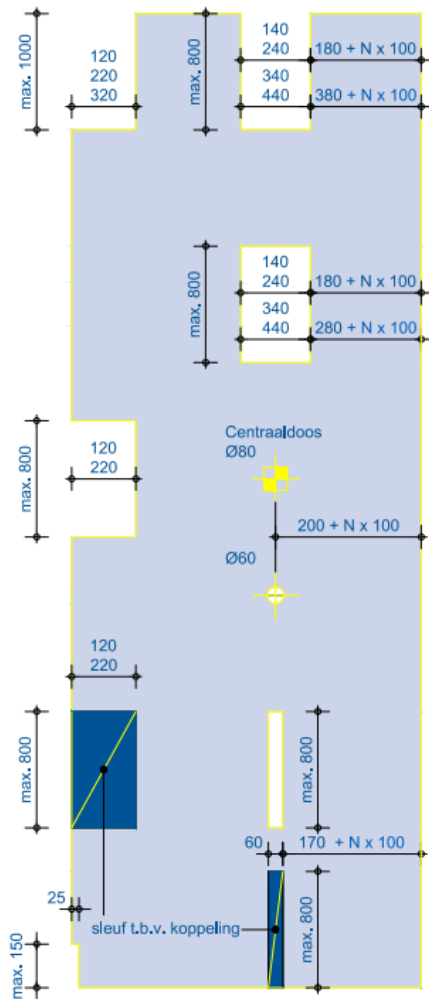 max. 1000
120
220
320
max. 800
140
240
340
440
180 + N x 100
380 + N x 100
max. 800
140
240
340
440
180 + N x 100
280 + N x 100
max. 800
120
220
Centraaldoos
Ø80
200 + N x 100
Ø60
120
220
max. 800
max. 800
60
170 + N x 100
25
sleuf t.b.v. koppeling
max. 800
max. 150